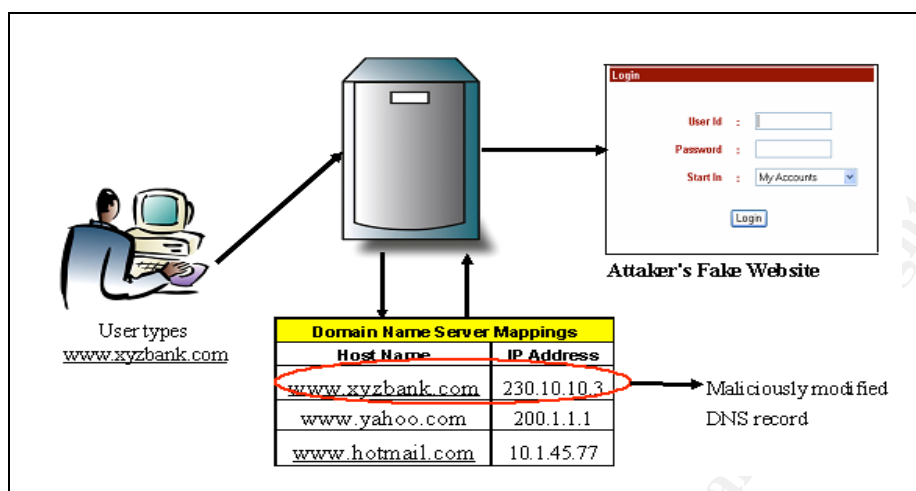 Login
User Id :
Password :
Start In : My Accounts
Login
Attaker's Fake Website
User types
www.xyzbank.com
Domain Name Server Mappings
Host Name IP Address
www.xyzbank.com 230.10.10.3
www.yahoo.com 200.1.1.1
www.hotmail.com 10.1.45.77
Maliciously modified
DNS record